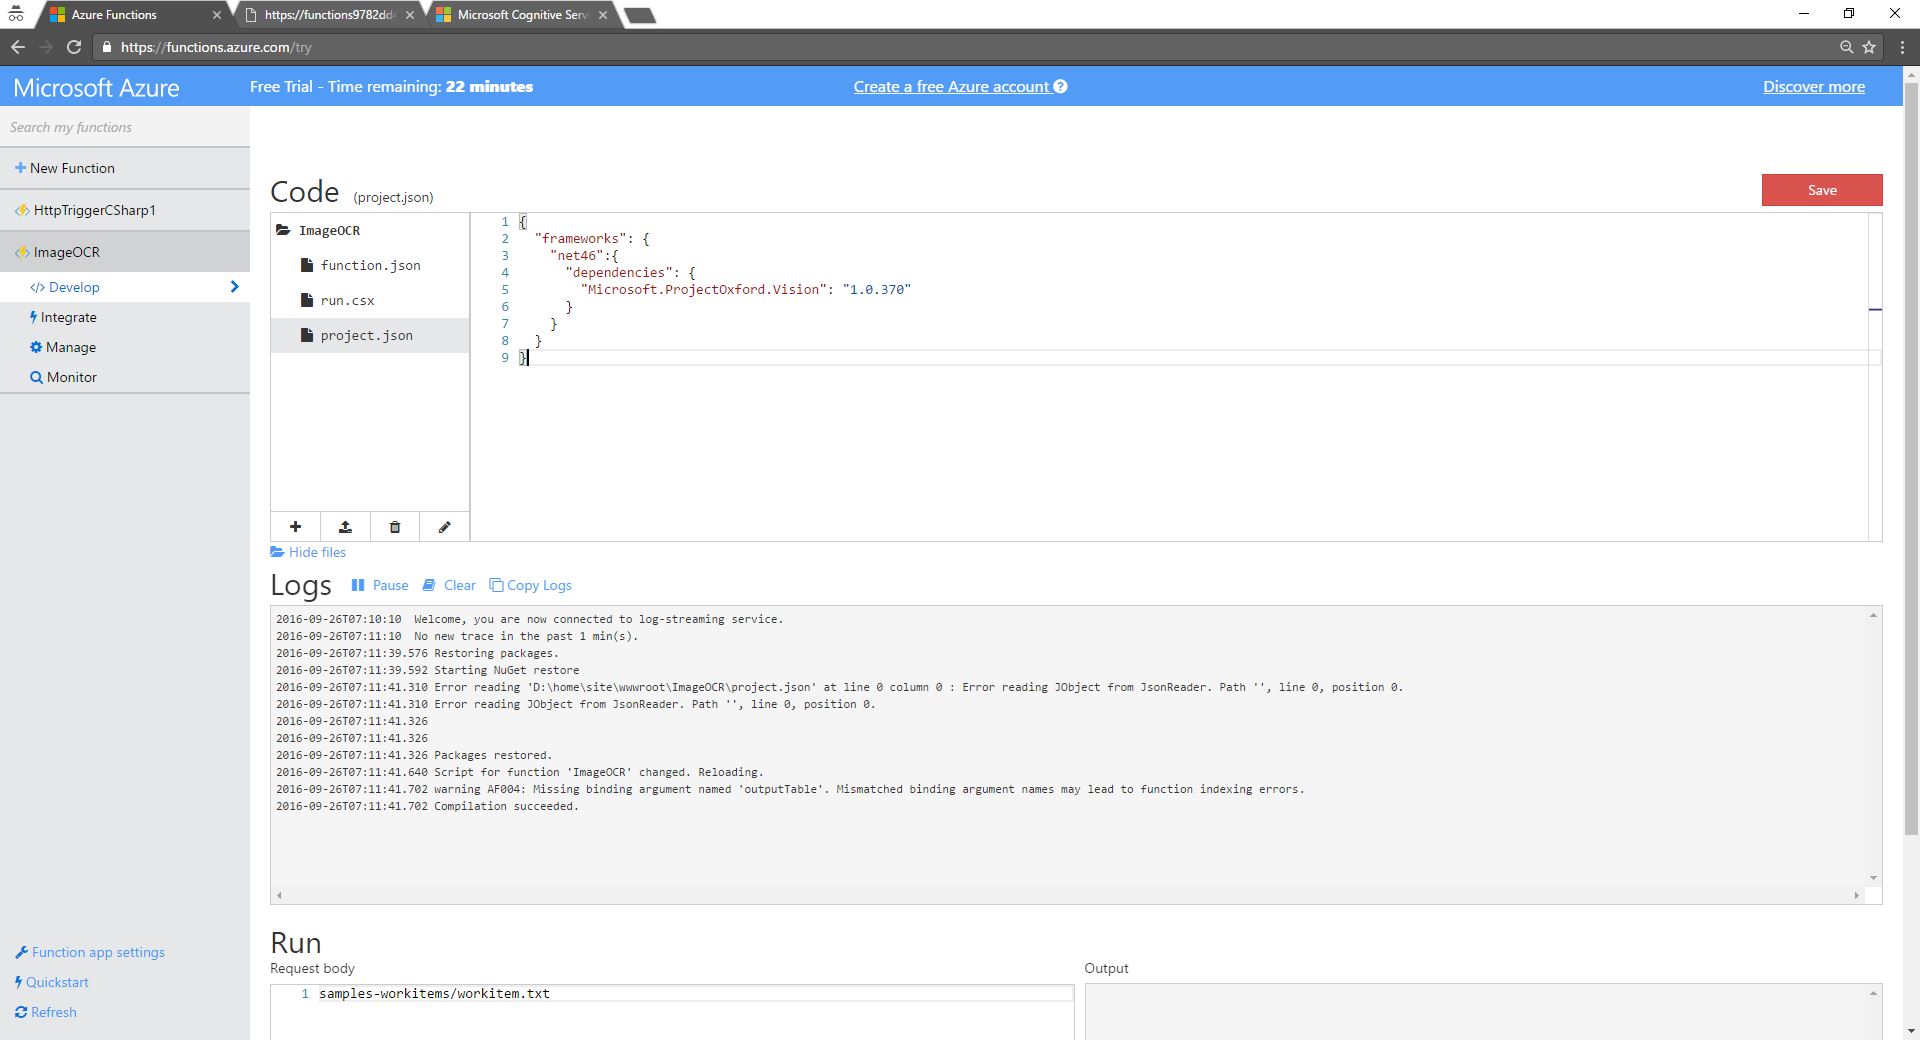 Azure Functions
https://functions9782dd
Microsoft Cognitive Serv
https://functions.azure.com/try
Microsoft Azure
Free Trial - Time remaining: 22 minutes
Create a free Azure account
Discover more
Search my functions
New Function
HttpTriggerCSharp1
ImageOCR
</> Develop
Integrate
Manage
Monitor
Function app settings
Quickstart
Refresh
Code (project.json)
Save
ImageOCR
function.json
run.csx
project.json
1 {
2 "frameworks": {
3 "net46":{
4 "dependencies": {
5 "Microsoft.ProjectOxford.Vision": "1.0.370"
6 }
7 }
8 }
9 }
Hide files
Logs Pause Clear Copy Logs
2016-09-26T07:10:10 Welcome, you are now connected to log-streaming service.
2016-09-26T07:11:10 No new trace in the past 1 min(s).
2016-09-26T07:11:39.576 Restoring packages.
2016-09-26T07:11:39.592 Starting NuGet restore
2016-09-26T07:11:41.310 Error reading 'D:\home\site\wwwroot\ImageOCR\project.json' at line 0 column 0 : Error reading JObject from JsonReader. Path '', line 0, position 0.
2016-09-26T07:11:41.310 Error reading JObject from JsonReader. Path '', line 0, position 0.
2016-09-26T07:11:41.326
2016-09-26T07:11:41.326
2016-09-26T07:11:41.326 Packages restored.
2016-09-26T07:11:41.640 Script for function 'ImageOCR' changed. Reloading.
2016-09-26T07:11:41.702 warning AF004: Missing binding argument named 'outputTable'. Mismatched binding argument names may lead to function indexing errors.
2016-09-26T07:11:41.702 Compilation succeeded.
Run
Request body
1 samples-workitems/workitem.txt
Output